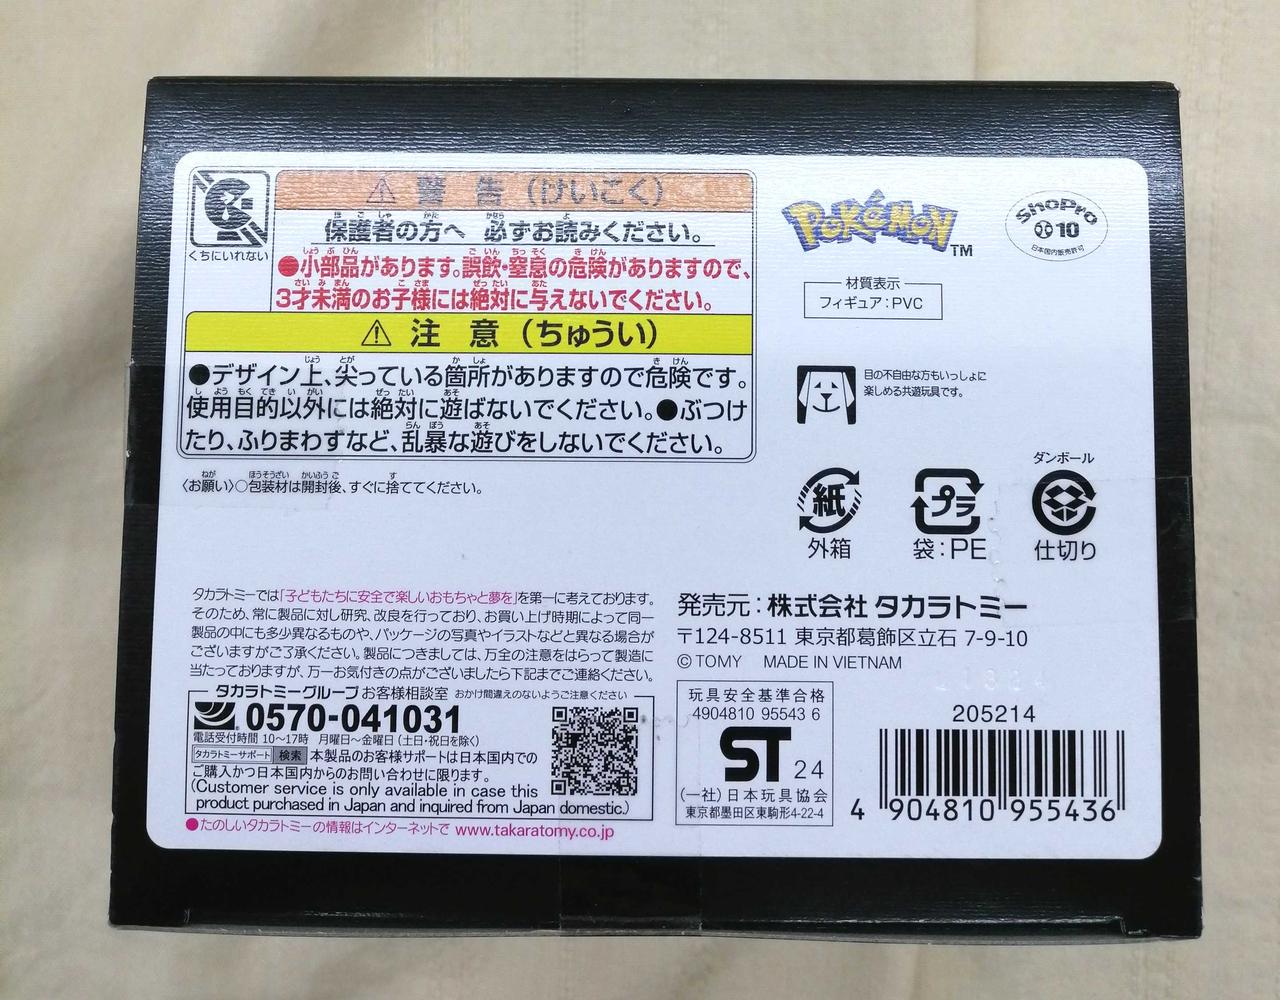 くちにいれない
⚠ 警告（けいこく）
保護者の方へ 必ずお読みください。
●小部品があります。誤飲・窒息の危険がありますので、
3才未満のお子様には絶対に与えないでください。
⚠ 注意（ちゅうい）
●デザイン上、尖っている箇所がありますので危険です。
使用目的以外には絶対に遊ばないでください。●ぶつけ
たり、ふりまわすなど、乱暴な遊びをしないでください。
〈お願い〉○包装材は開封後、すぐに捨ててください。
POKéMON TM
ShoPro
10
日本国内販売許可
材質表示
フィギュア：PVC
目の不自由な方もいっしょに
楽しめる共遊玩具です。
紙
外箱
プラ
袋：PE
ダンボール
仕切り
タカラトミーでは「子どもたちに安全で楽しいおもちゃと夢を」を第一に考えております。
そのため、常に製品に対し研究、改良を行っており、お買い上げ時期によって同一
製品の中にも多少異なるものや、パッケージの写真やイラストなどと異なる場合が
ございますがご了承ください。製品につきましては、万全の注意をはらって製造に
当たっておりますが、万一お気付きの点がございましたら下記までご連絡ください。
タカラトミーグループ お客様相談室 おかけ間違えのないようご注意ください
0570-041031
電話受付時間 10〜17時 月曜日〜金曜日（土日・祝日を除く）
タカラトミーサポート 検索 本製品のお客様サポートは日本国内での
ご購入かつ日本国内からのお問い合わせに限ります。
(Customer service is only available in case this
product purchased in Japan and inquired from Japan domestic.)
●たのしいタカラトミーの情報はインターネットで www.takaratomy.co.jp
発売元：株式会社 タカラトミー
〒124-8511 東京都葛飾区立石 7-9-10
© TOMY MADE IN VIETNAM
玩具安全基準合格
4904810 95543 6
ST 24
(一社)日本玩具協会
東京都墨田区東駒形4-22-4
205214
4 904810 955436